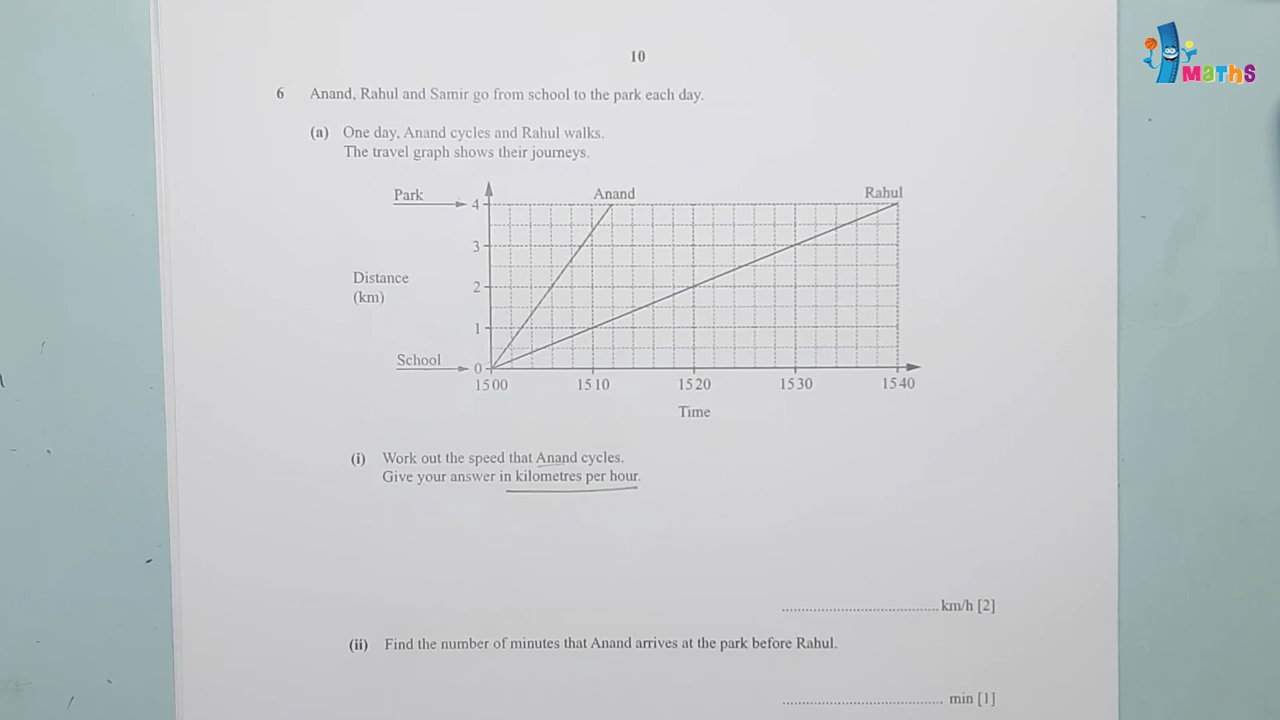 MaThS
10
6 Anand, Rahul and Samir go from school to the park each day.
(a) One day, Anand cycles and Rahul walks.
The travel graph shows their journeys.
Park
Anand
Rahul
4
3
Distance
(km)
2
1
School
0
1500 1510 1520 1530 1540
Time
(i) Work out the speed that Anand cycles.
Give your answer in kilometres per hour.
........................................ km/h [2]
(ii) Find the number of minutes that Anand arrives at the park before Rahul.
........................................ min [1]